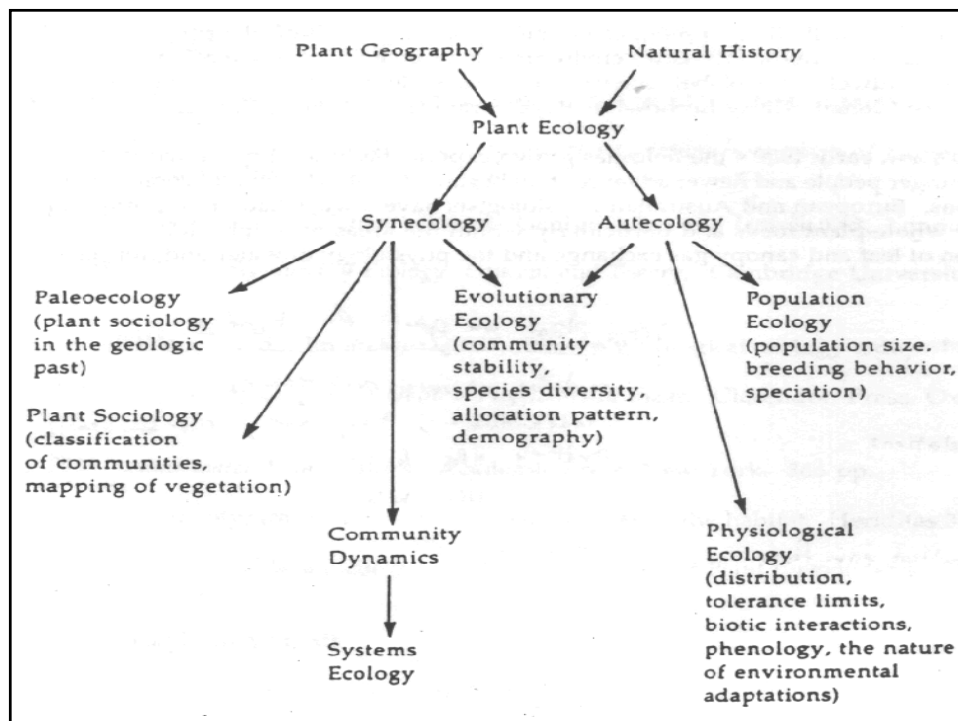 Plant Geography
Natural History
Plant Ecology
Synecology
Autecology
Paleoecology
(plant sociology
in the geologic
past)
Evolutionary
Ecology
(community
stability,
species diversity,
allocation pattern,
demography)
Population
Ecology
(population size.
breeding behavior,
speciation)
Plant Sociology
(classification
of communities,
mapping of vegetation)
Community
Dynamics
Physiological
Ecology
(distribution,
tolerance limits,
biotic interactions,
phenology, the nature
of environmental
adaptations)
Systems
Ecology